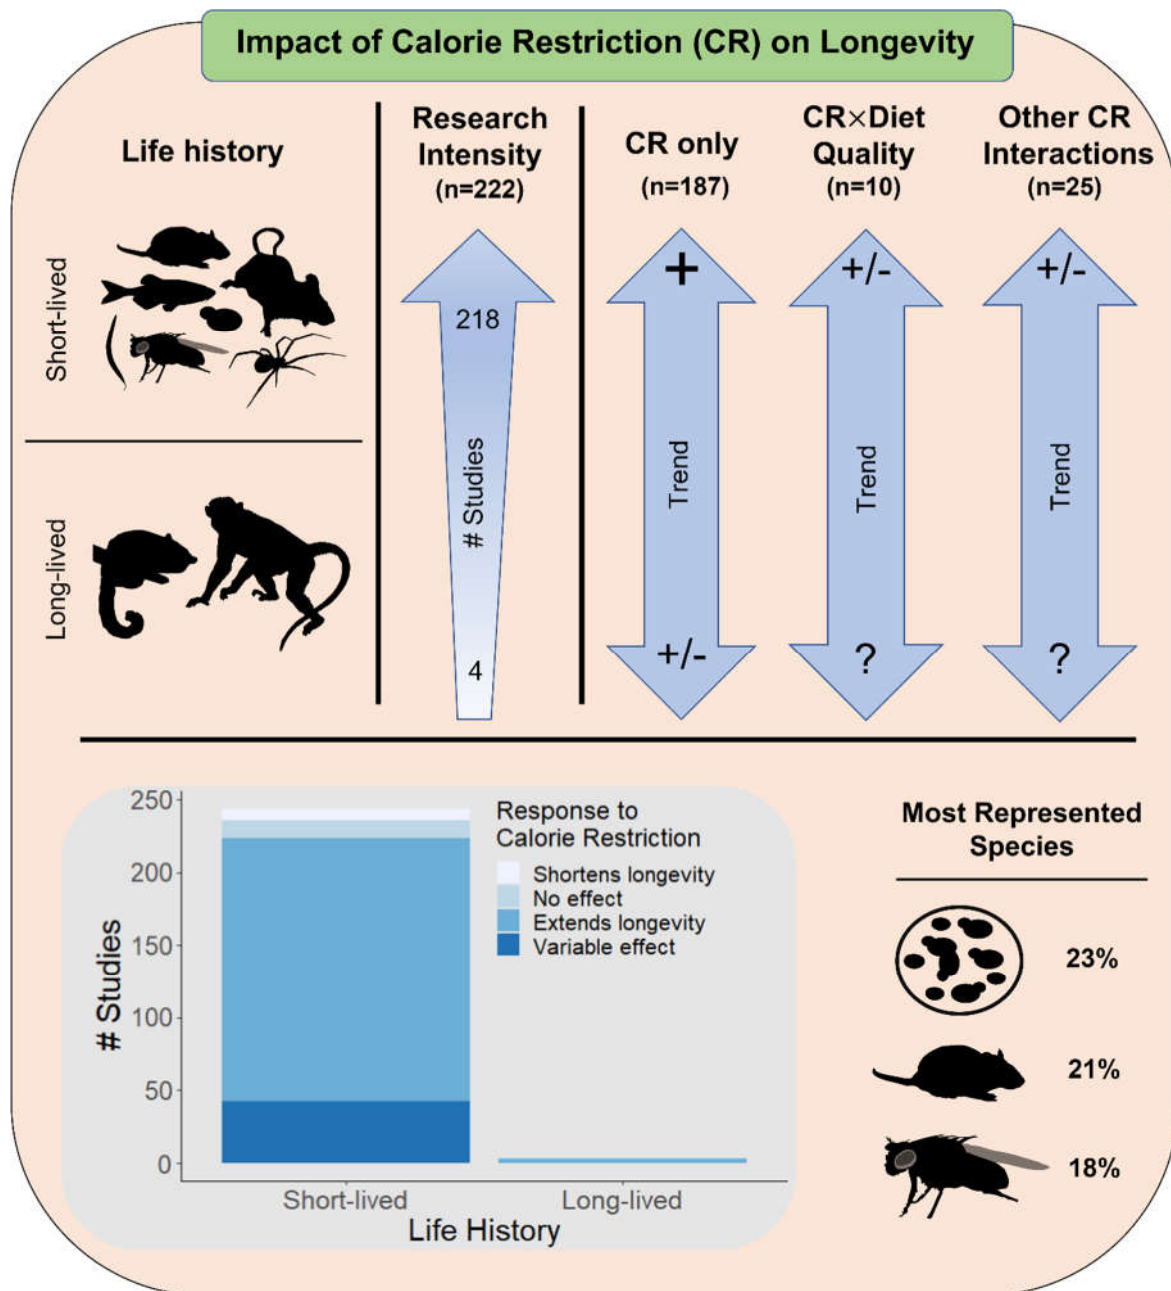 Impact of Calorie Restriction (CR) on Longevity
Life history
Research
Intensity
(n=222)
CR only
(n=187)
CR×Diet
Quality
(n=10)
Other CR
Interactions
(n=25)
Short-lived
Long-lived
218
# Studies
4
+
Trend
+/-
+/-
Trend
?
+/-
Trend
?
250
200
150
100
50
0
# Studies
Response to
Calorie Restriction
Shortens longevity
No effect
Extends longevity
Variable effect
Short-lived
Long-lived
Life History
Most Represented
Species
23%
21%
18%